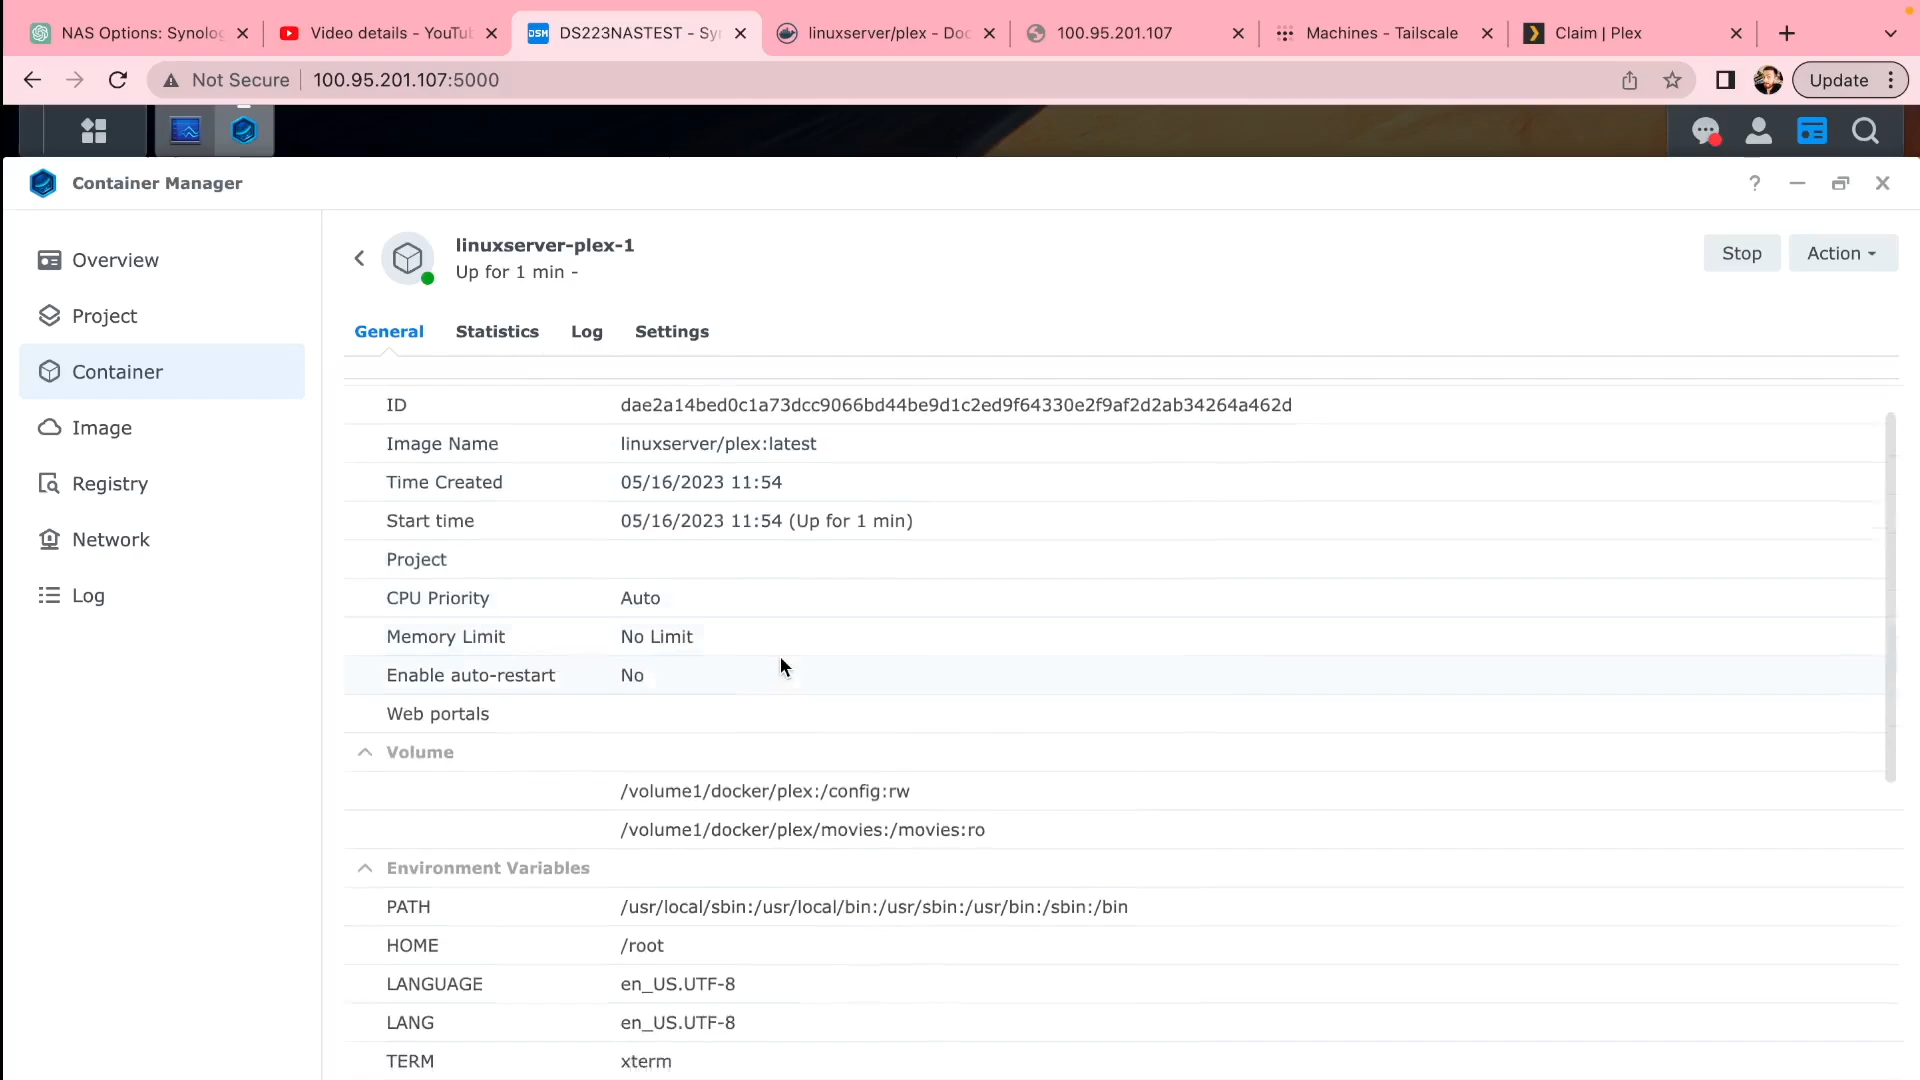 NAS Options: Synolog
Video details - YouTu
DSM
DS223NASTEST - Sy
linuxserver/plex - Doc
100.95.201.107
Machines - Tailscale
Claim | Plex
Not Secure
100.95.201.107:5000
Update
Container Manager
Overview
Project
Container
Image
Registry
Network
Log
linuxserver-plex-1
Up for 1 min -
Stop
Action
General
Statistics
Log
Settings
ID dae2a14bed0c1a73dcc9066bd44be9d1c2ed9f64330e2f9af2d2ab34264a462d
Image Name linuxserver/plex:latest
Time Created 05/16/2023 11:54
Start time 05/16/2023 11:54 (Up for 1 min)
Project
CPU Priority Auto
Memory Limit No Limit
Enable auto-restart No
Web portals
Volume
/volume1/docker/plex:/config:rw
/volume1/docker/plex/movies:/movies:ro
Environment Variables
PATH /usr/local/sbin:/usr/local/bin:/usr/sbin:/usr/bin:/sbin:/bin
HOME /root
LANGUAGE en_US.UTF-8
LANG en_US.UTF-8
TERM xterm